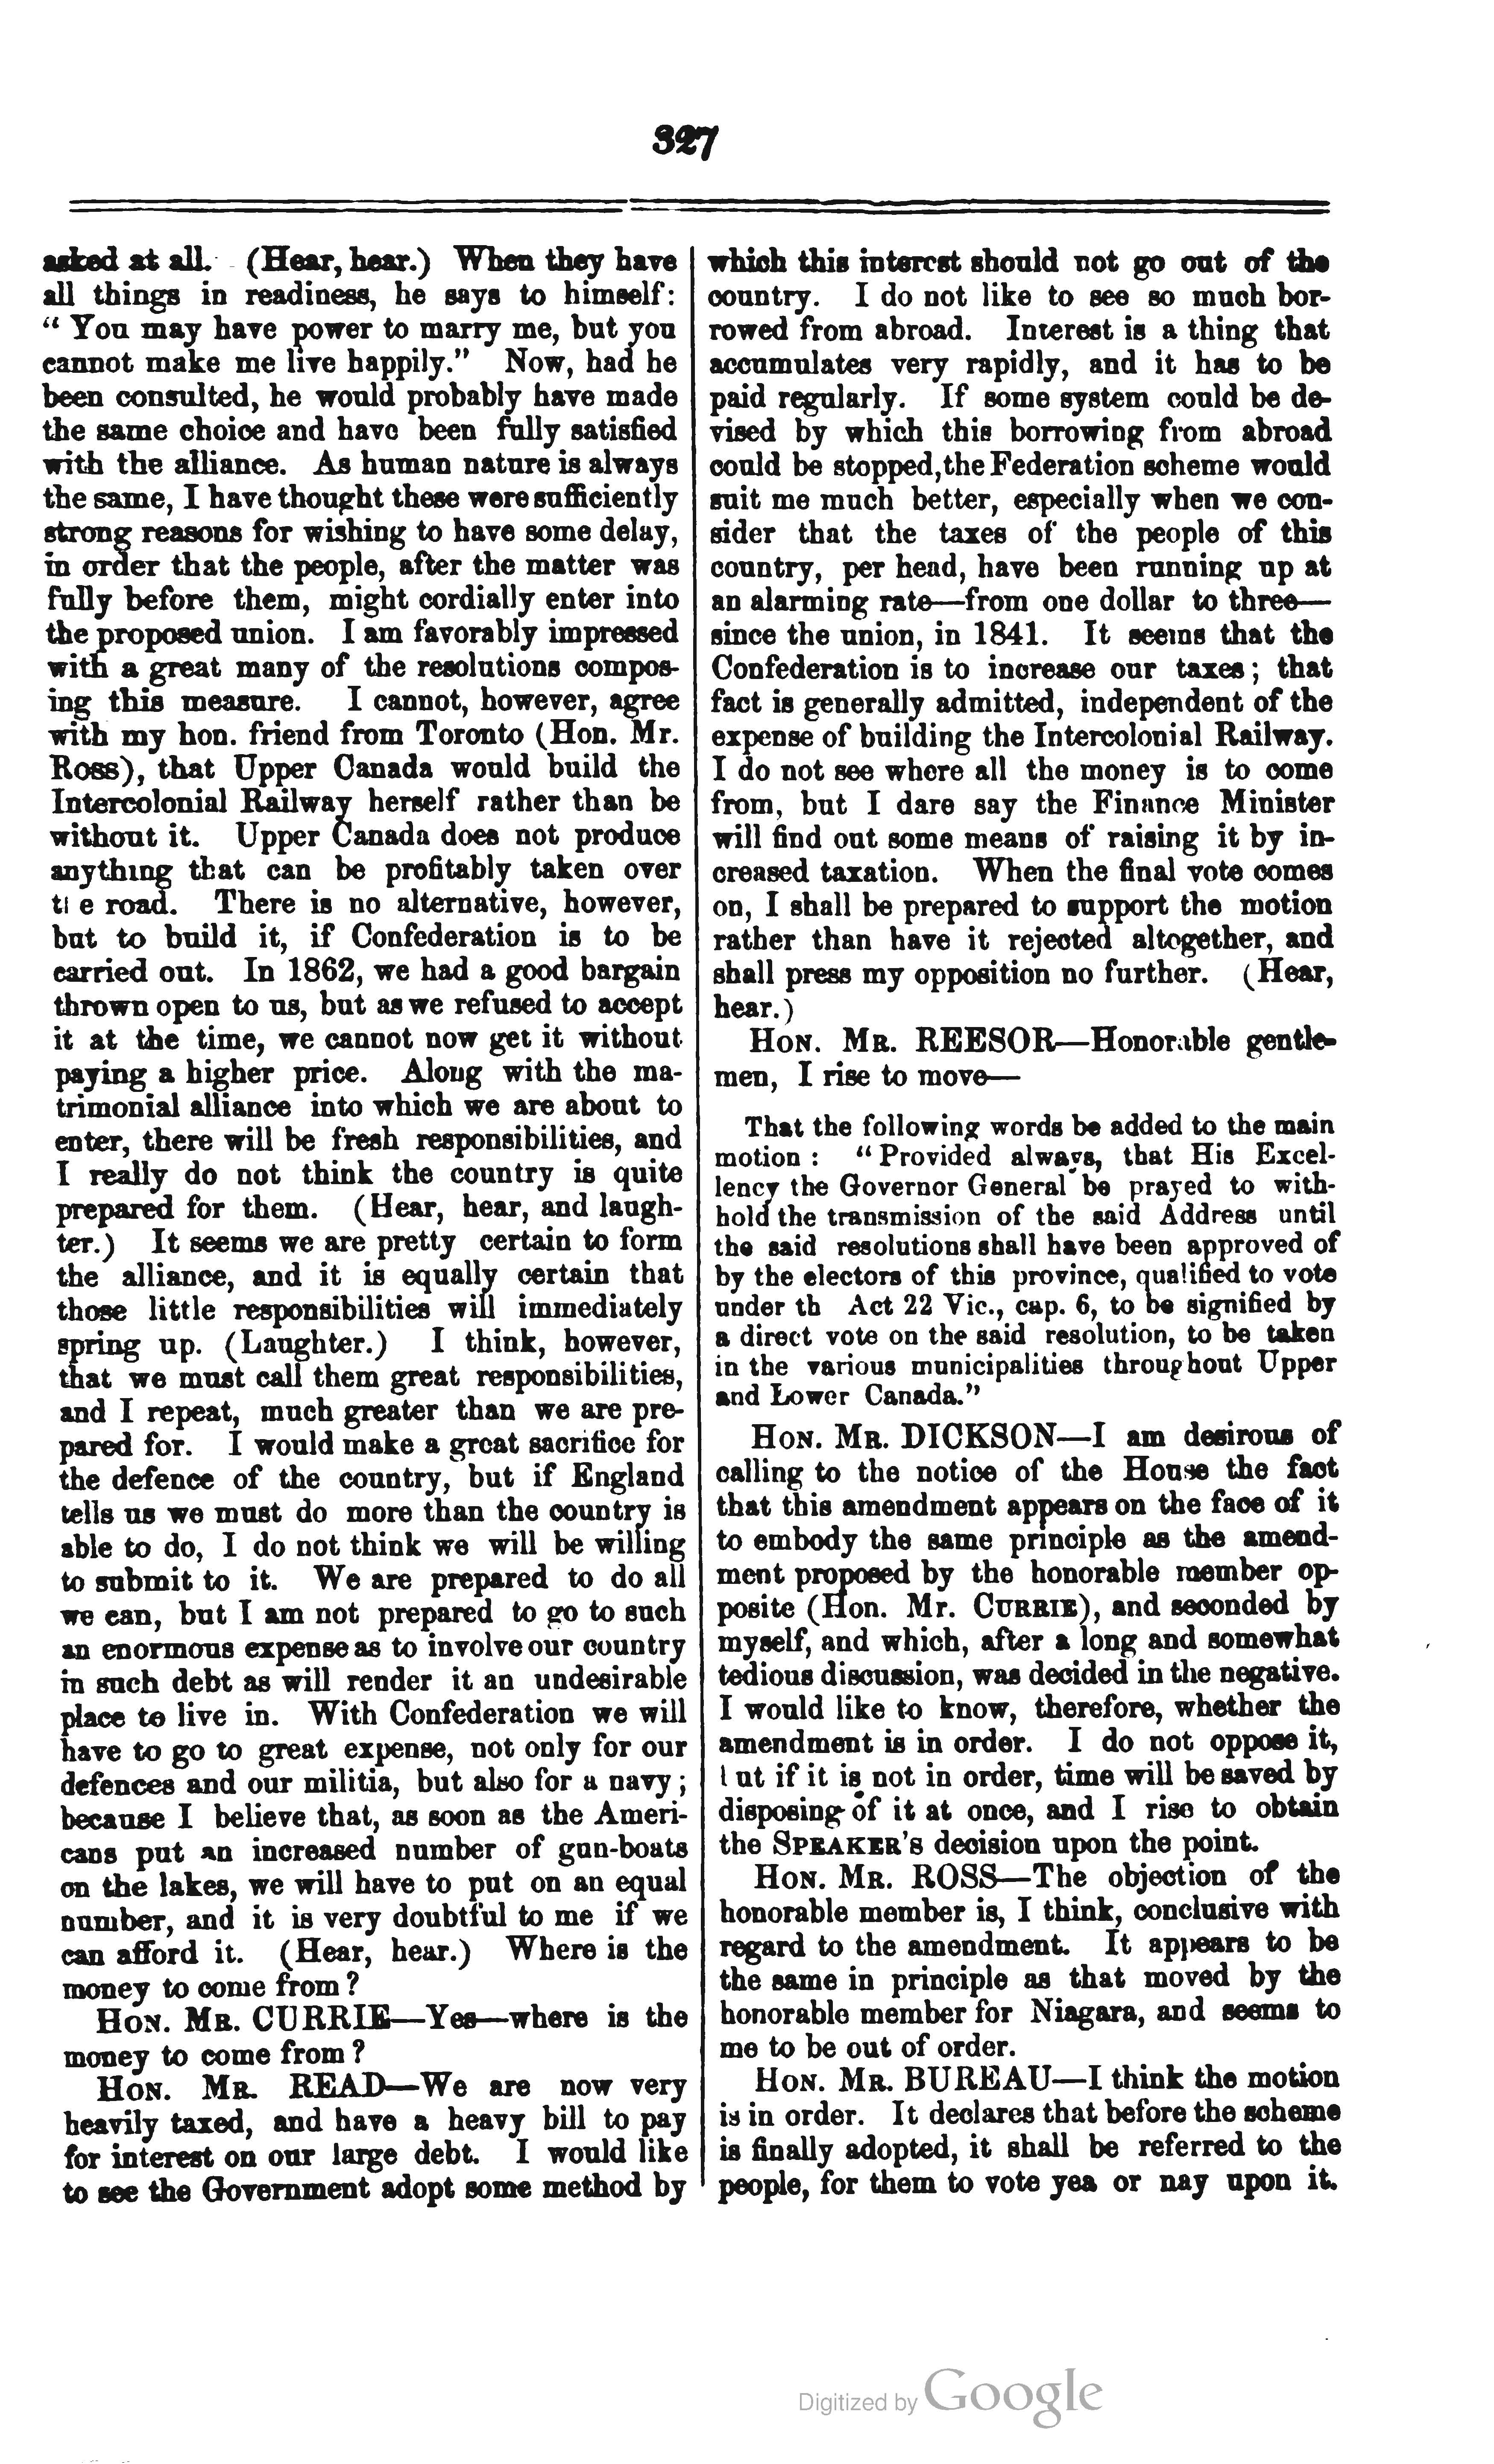 327
asked at all. (Hear, hear.) When they have
all things in readiness, he says to himself:
" You may have power to marry me, but you
cannot make me live happily." Now, had he
been consulted, he would probably have made
the same choice and have been fully satisfied
with the alliance. As human nature is always
the same, I have thought these were sufficiently
strong reasons for wishing to have some delay,
in order that the people, after the matter was
fully before them, might cordially enter into
the proposed union. I am favorably impressed
with a great many of the resolutions compos-
ing this measure. I cannot, however, agree
with my hon. friend from Toronto (Hon. Mr.
Ross), that Upper Canada would build the
Intercolonial Railway herself rather than be
without it. Upper Canada does not produce
anything that can be profitably taken over
tl e road. There is no alternative, however,
but to build it, if Confederation is to be
carried out. In 1862, we had a good bargain
thrown open to us, but as we refused to accept
it at the time, we cannot now get it without
paying a higher price. Along with the ma-
trimonial alliance into which we are about to
enter, there will be fresh responsibilities, and
I really do not think the country is quite
prepared for them. (Hear, hear, and laugh-
ter.) It seems we are pretty certain to form
the alliance, and it is equally certain that
those little responsibilities will immediately
spring up. (Laughter.) I think, however,
that we must call them great responsibilities,
and I repeat, much greater than we are pre-
pared for. I would make a great sacrifice for
the defence of the country, but if England
tells us we must do more than the country is
able to do, I do not think we will be willing
to submit to it. We are prepared to do all
we can, but I am not prepared to go to such
an enormous expense as to involve our country
in such debt as will render it an undesirable
place to live in. With Confederation we will
have to go to great expense, not only for our
defences and our militia, but also for a navy;
because I believe that, as soon as the Ameri-
cans put an increased number of gun-boats
on the lakes, we will have to put on an equal
number, and it is very doubtful to me if we
can afford it. (Hear, hear.) Where is the
money to come from?
HON. MR. CURRIE—Yes—where is the
money to come from?
HON. MR. READ—We are now very
heavily taxed, and have a heavy bill to pay
for interest on our large debt. I would like
to see the Government adopt some method by
which this interest should not go out of the
country. I do not like to see so much bor-
rowed from abroad. Interest is a thing that
accumulates very rapidly, and it has to be
paid regularly. If some system could be de-
vised by which this borrowing from abroad
could be stopped, the Federation scheme would
suit me much better, especially when we con-
sider that the taxes of the people of this
country, per head, have been running up at
an alarming rate—from one dollar to three—
since the union, in 1841. It seems that the
Confederation is to increase our taxes; that
fact is generally admitted, independent of the
expense of building the Intercolonial Railway.
I do not see where all the money is to come
from, but I dare say the Finance Minister
will find out some means of raising it by in-
creased taxation. When the final vote comes
on, I shall be prepared to support the motion
rather than have it rejected altogether, and
shall press my opposition no further. (Hear,
hear.)
HON. MR. REESOR—Honorable gentle-
men, I rise to move—
That the following words be added to the main
motion: " Provided always, that His Excel-
lency the Governor General be prayed to with-
hold the transmission of the said Address until
the said resolutions shall have been approved of
by the electors of this province, qualified to vote
under th Act 22 Vic., cap. 6, to be signified by
a direct vote on the said resolution, to be taken
in the various municipalities throughout Upper
and Lower Canada."
HON. MR. DICKSON—I am desirous of
calling to the notice of the House the fact
that this amendment appears on the face of it
to embody the same principle as the amend-
ment proposed by the honorable member op-
posite (Hon. Mr. CURRIE), and seconded by
myself, and which, after a long and somewhat
tedious discussion, was decided in the negative.
I would like to know, therefore, whether the
amendment is in order. I do not oppose it,
l ut if it is not in order, time will be saved by
disposing of it at once, and I rise to obtain
the SPEAKER's decision upon the point.
HON. MR. ROSS—The objection of the
honorable member is, I think, conclusive with
regard to the amendment. It appears to be
the same in principle as that moved by the
honorable member for Niagara, and seems to
me to be out of order.
HON. MR. BUREAU—I think the motion
is in order. It declares that before the scheme
is finally adopted, it shall be referred to the
people, for them to vote yea or nay upon it.
Digitized by Google